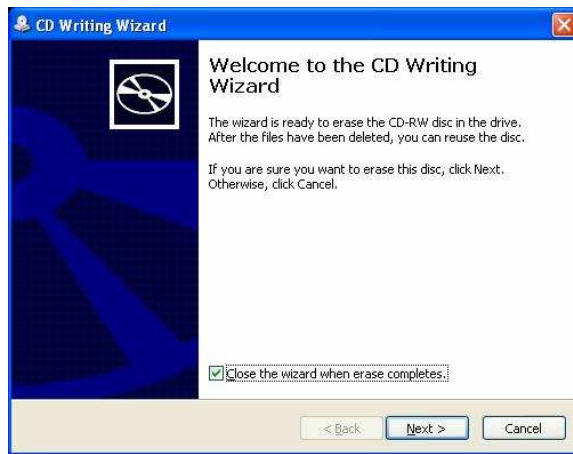 CD Writing Wizard
Welcome to the CD Writing
Wizard
The wizard is ready to erase the CD-RW disc in the drive.
After the files have been deleted, you can reuse the disc.
If you are sure you want to erase this disc, click Next.
Otherwise, click Cancel.
Close the wizard when erase completes.
< Back Next > Cancel